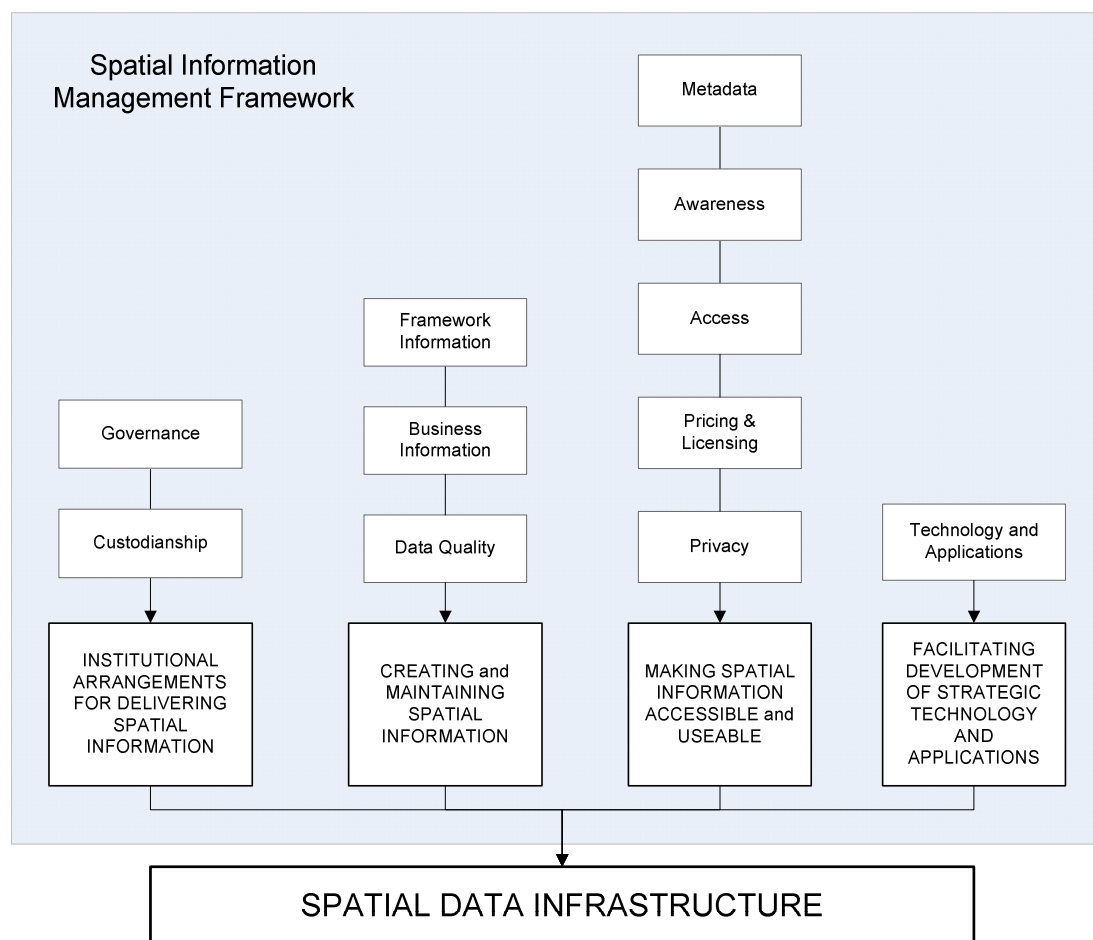 Spatial Information
Management Framework
Metadata
Awareness
Access
Pricing &
Licensing
Privacy
Framework
Information
Business
Information
Data Quality
Governance
Custodianship
Technology and
Applications
INSTITUTIONAL
ARRANGEMENTS
FOR DELIVERING
SPATIAL
INFORMATION
CREATING and
MAINTAINING
SPATIAL
INFORMATION
MAKING SPATIAL
INFORMATION
ACCESSIBLE and
USEABLE
FACILITATING
DEVELOPMENT
OF STRATEGIC
TECHNOLOGY
AND
APPLICATIONS
SPATIAL DATA INFRASTRUCTURE